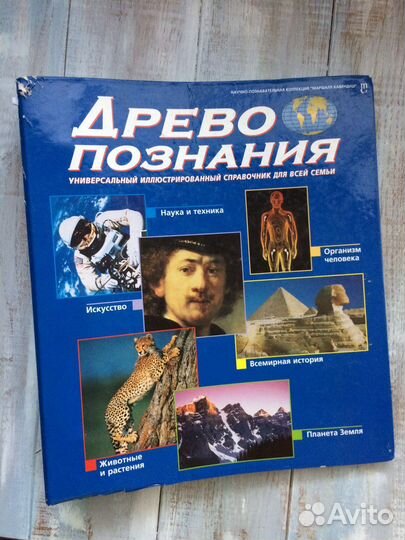 НАУЧНО-ПОЗНАВАТЕЛЬНАЯ КОЛЛЕКЦИЯ "МАРШАЛЛ КАВЕНДИШ"
ДРЕВО
ПОЗНАНИЯ
УНИВЕРСАЛЬНЫЙ ИЛЛЮСТРИРОВАННЫЙ СПРАВОЧНИК ДЛЯ ВСЕЙ СЕМЬИ
Наука и техника
Организм
человека
Искусство
Всемирная история
Животные
и растения
Планета Земля
Avito